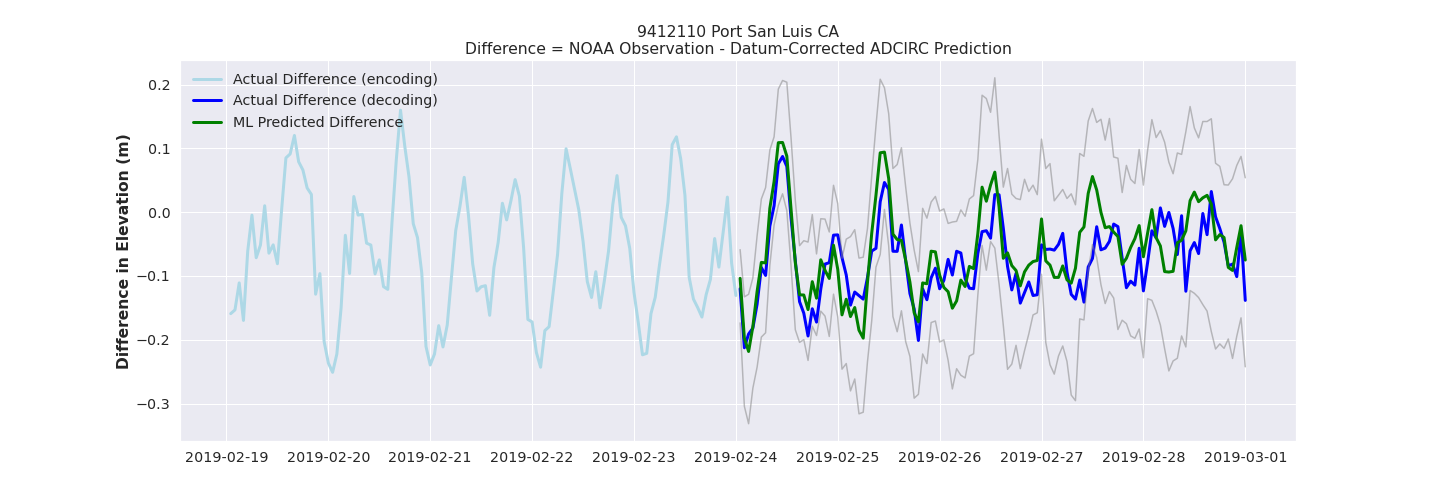 9412110 Port San Luis CA
Difference = NOAA Observation - Datum-Corrected ADCIRC Prediction
Actual Difference (encoding)
Actual Difference (decoding)
ML Predicted Difference
Difference in Elevation (m)
0.2
0.1
0.0
−0.1
−0.2
−0.3
2019-02-19 2019-02-20 2019-02-21 2019-02-22 2019-02-23 2019-02-24 2019-02-25 2019-02-26 2019-02-27 2019-02-28 2019-03-01